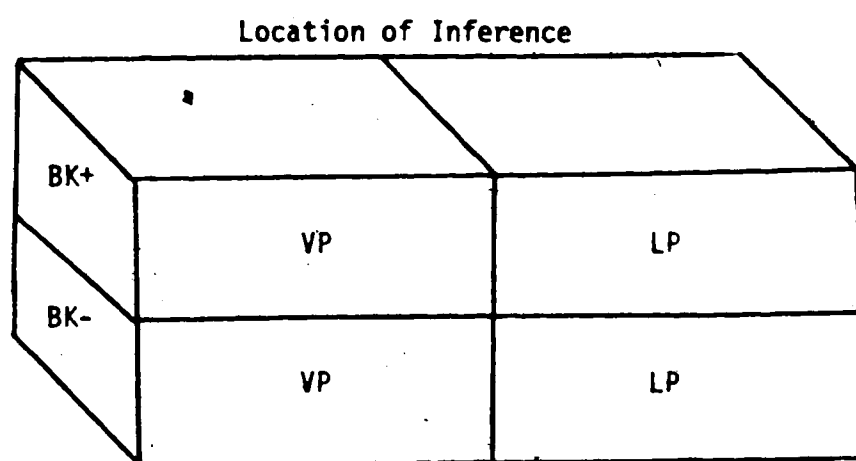 Location of Inference
BK+
VP LP
BK-
VP LP